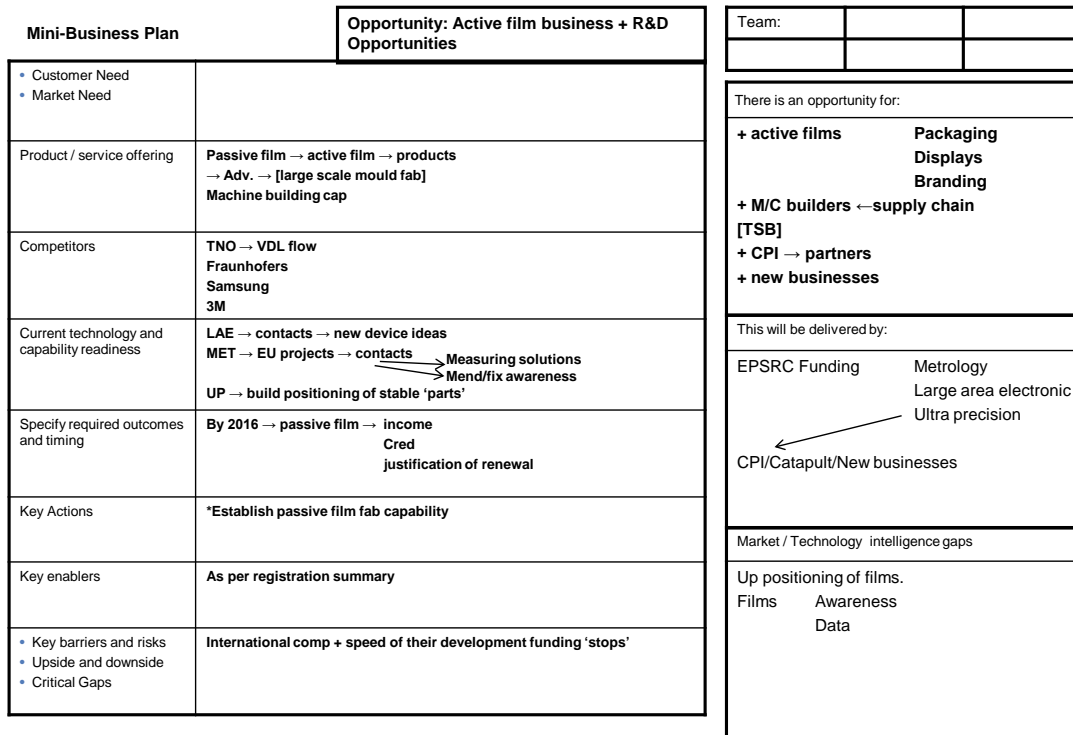 Mini-Business Plan
Opportunity: Active film business + R&D
Opportunities
• Customer Need
• Market Need
Product / service offering
Passive film → active film → products
→ Adv. → [large scale mould fab]
Machine building cap
Competitors
TNO → VDL flow
Fraunhofers
Samsung
3M
Current technology and
capability readiness
LAE → contacts → new device ideas
MET → EU projects → contacts
Measuring solutions
Mend/fix awareness
UP → build positioning of stable ‘parts’
Specify required outcomes
and timing
By 2016 → passive film → income
Cred
justification of renewal
Key Actions
*Establish passive film fab capability
Key enablers
As per registration summary
• Key barriers and risks
• Upside and downside
• Critical Gaps
International comp + speed of their development funding ‘stops’
Team:
There is an opportunity for:
+ active films Packaging
Displays
Branding
+ M/C builders ←supply chain
[TSB]
+ CPI → partners
+ new businesses
This will be delivered by:
EPSRC Funding Metrology
Large area electronic
Ultra precision
CPI/Catapult/New businesses
Market / Technology intelligence gaps
Up positioning of films.
Films Awareness
Data